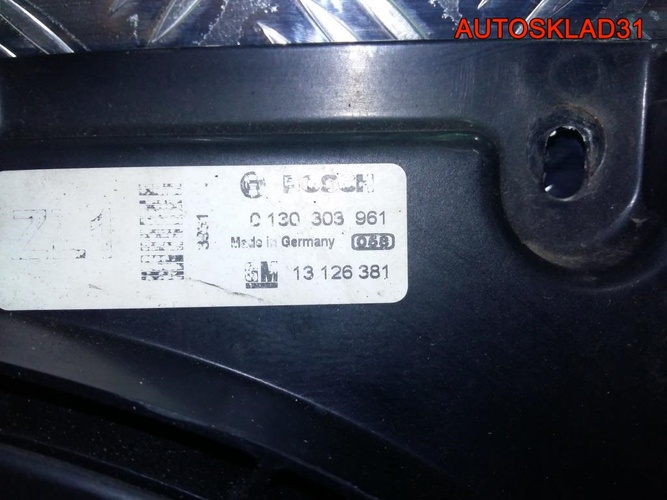 AUTOSKLAD31
BOSCH
0 130 303 961
Made in Germany 058
GM 13 126 381